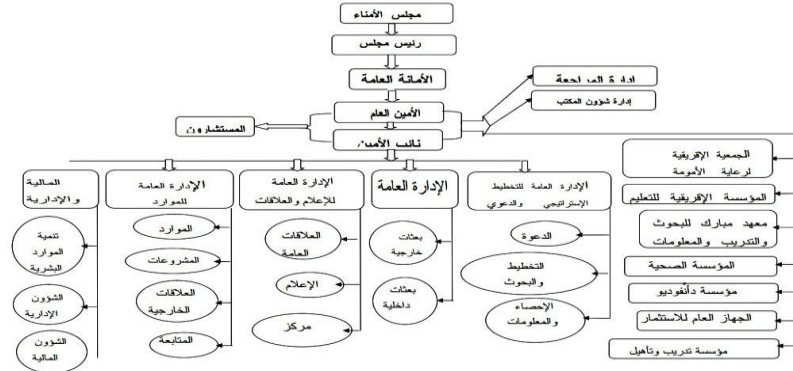 مجلس الأمناء
رئيس مجلس
الأمانة العامة
الأمين العام
نائب الأمين
المستشارون
إدارة المراجعة
إدارة شؤون المكتب
الجمعية الإفريقية
لرعاية الأمومة
المؤسسة الإفريقية للتعليم
معهد مبارك للبحوث
والتدريب والمعلومات
المؤسسة الصحية
مؤسسة دانفوديو
الجهاز العام للاستثمار
مؤسسة تدريب وتأهيل
الإدارة العامة للتخطيط
الإستراتيجي والدعوي
الدعوة
التخطيط
والبحوث
الإحصاء
والمعلومات
الإدارة العامة
بعثات
خارجية
بعثات
داخلية
الإدارة العامة
للإعلام والعلاقات
العلاقات
العامة
الإعلام
مركز
الإدارة العامة
للموارد
الموارد
المشروعات
العلاقات
الخارجية
المتابعة
المالية
والإدارية
تنمية
الموارد
البشرية
الشؤون
الإدارية
الشؤون
المالية